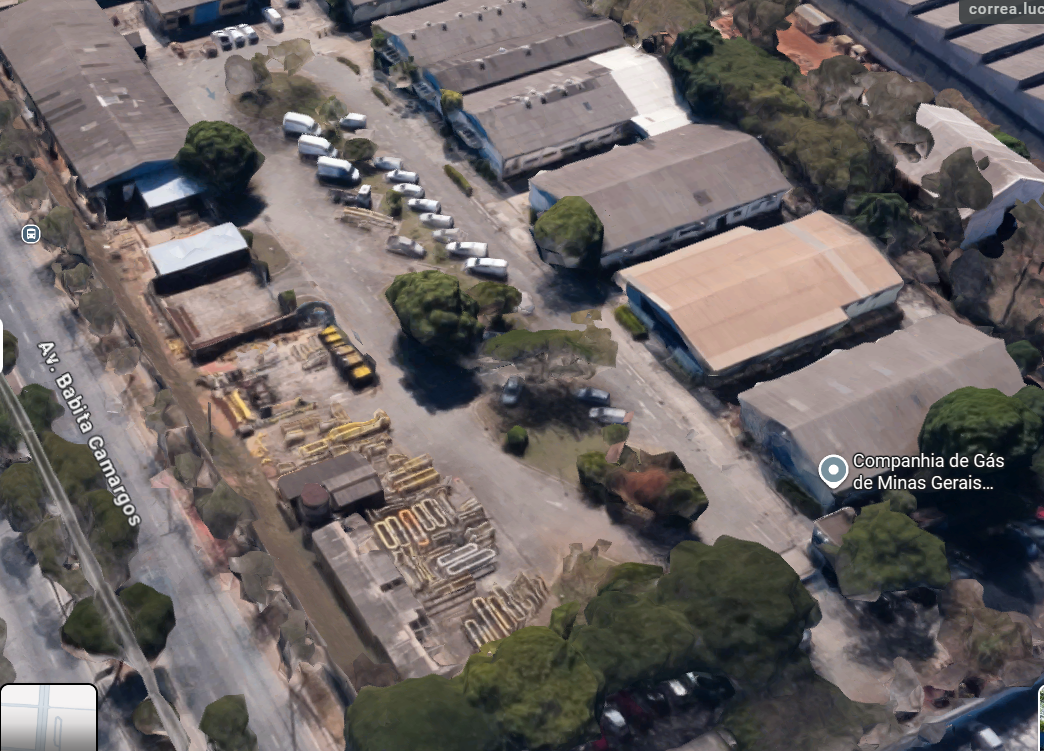 correa.luc
Av. Babita Camargos
Companhia de Gás
de Minas Gerais...